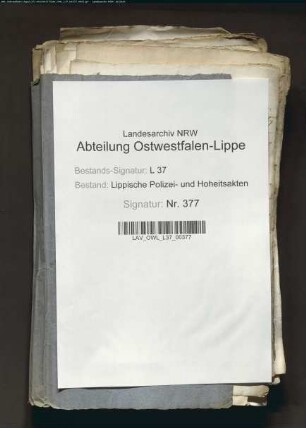 Landesarchiv NRW
Abteilung Ostwestfalen-Lippe
Bestands-Signatur: L 37
Bestand: Lippische Polizei- und Hoheitsakten
Signatur: Nr. 377
LAV_OWL_L37_00377